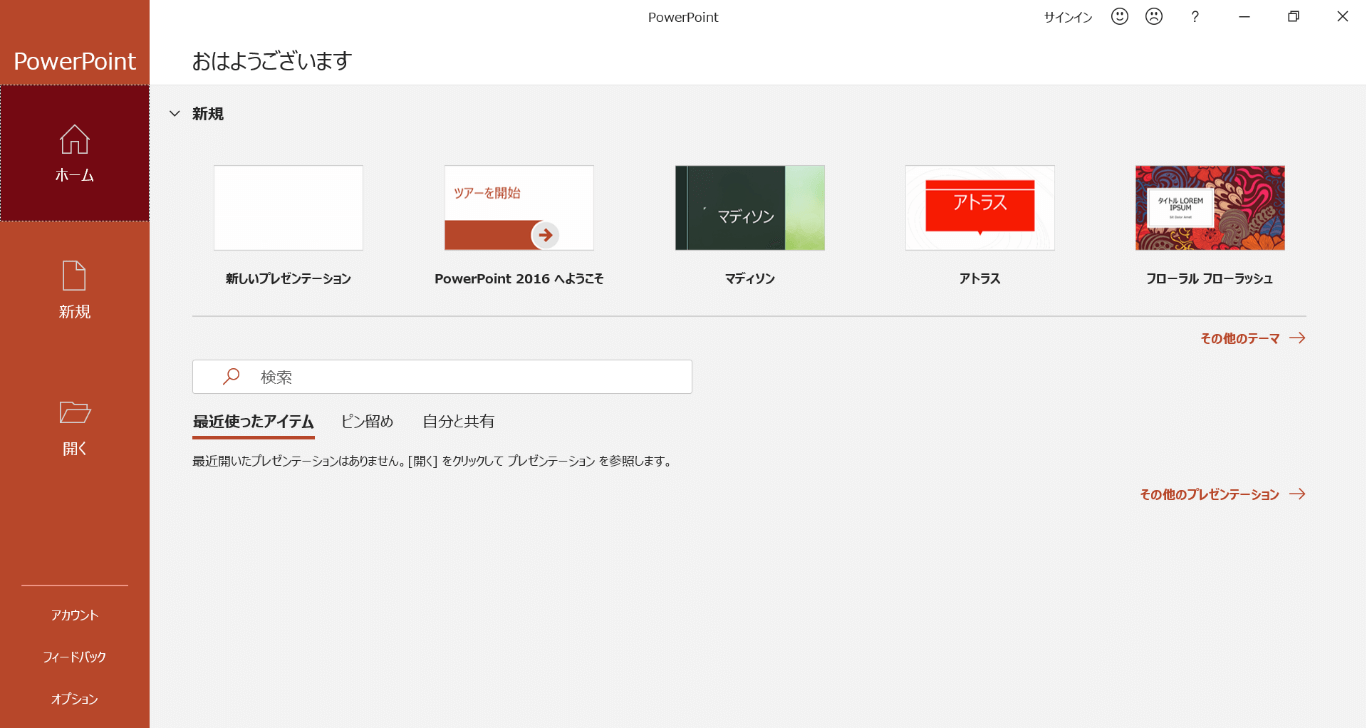 PowerPoint
サインイン
?
PowerPoint
おはようございます
ホーム
新規
開く
アカウント
フィードバック
オプション
新規
新しいプレゼンテーション
ツアーを開始
PowerPoint 2016 へようこそ
マディソン
マディソン
アトラス
アトラス
タイトル LOREM
IPSUM
フローラル フローラッシュ
その他のテーマ
検索
最近使ったアイテム
ピン留め
自分と共有
最近開いたプレゼンテーションはありません。[開く] をクリックして プレゼンテーション を参照します。
その他のプレゼンテーション